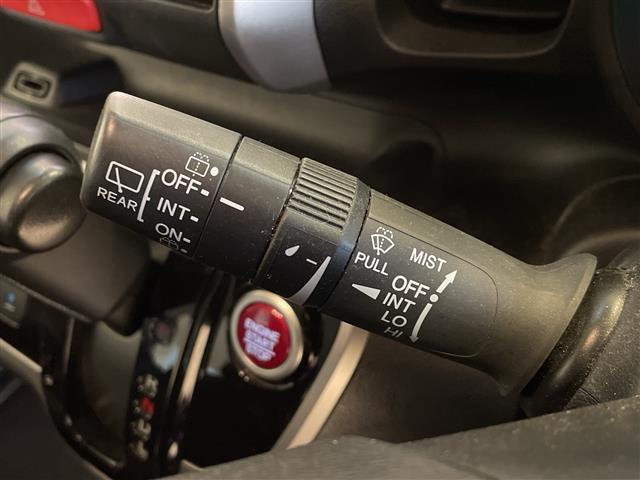 REAR
OFF
INT
ON
PULL
MIST
OFF
INT
LO
HI
ENGINE
START
STOP